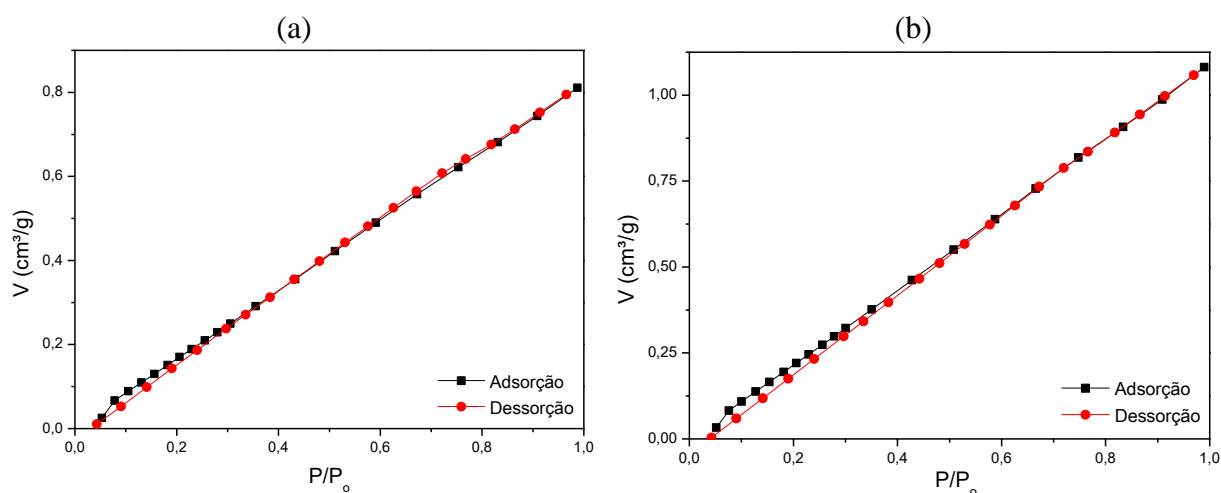 (a)
0,8
0,6
0,4
0,2
0,0
V (cm³/g)
0,0 0,2 0,4 0,6 0,8 1,0
P/Pₒ
Adsorção
Dessorção
(b)
1,00
0,75
0,50
0,25
0,00
V (cm³/g)
0,0 0,2 0,4 0,6 0,8 1,0
P/Pₒ
Adsorção
Dessorção